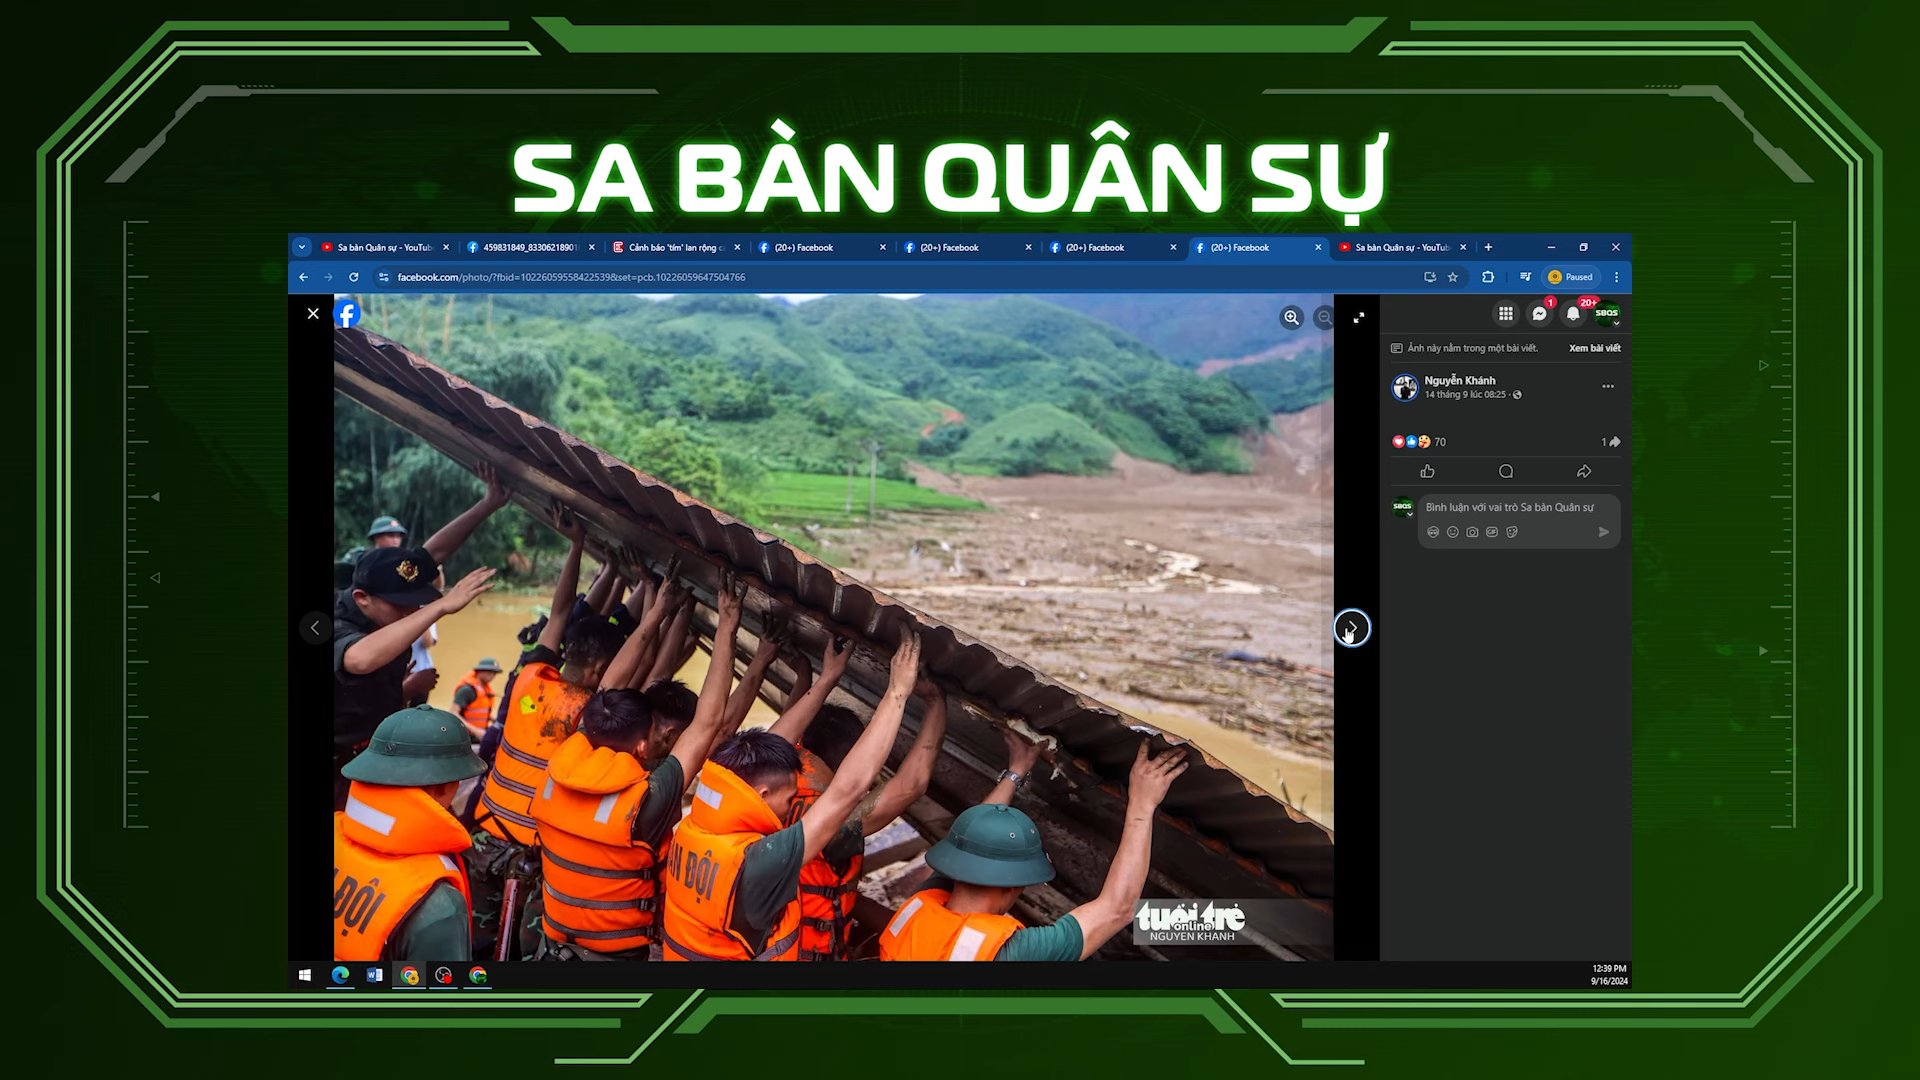 SA BÀN QUÂN SỰ
Sa bàn Quân sự - YouTub
459831849_83306218901
Cảnh báo 'tím' lan rộng c
(20+) Facebook
(20+) Facebook
(20+) Facebook
(20+) Facebook
Sa bàn Quân sự - YouTub
facebook.com/photo/?fbid=10226059558422539&set=pcb.10226059647504766
Paused
1
20+
SBQS
Ảnh này nằm trong một bài viết.
Xem bài viết
Nguyễn Khánh
14 tháng 9 lúc 08:25
70
1
SBQS
Bình luận với vai trò Sa bàn Quân sự
GIF
ĐỘI
ĐỘI
tuổi trẻ
online
NGUYEN KHANH
12:39 PM
9/16/2024